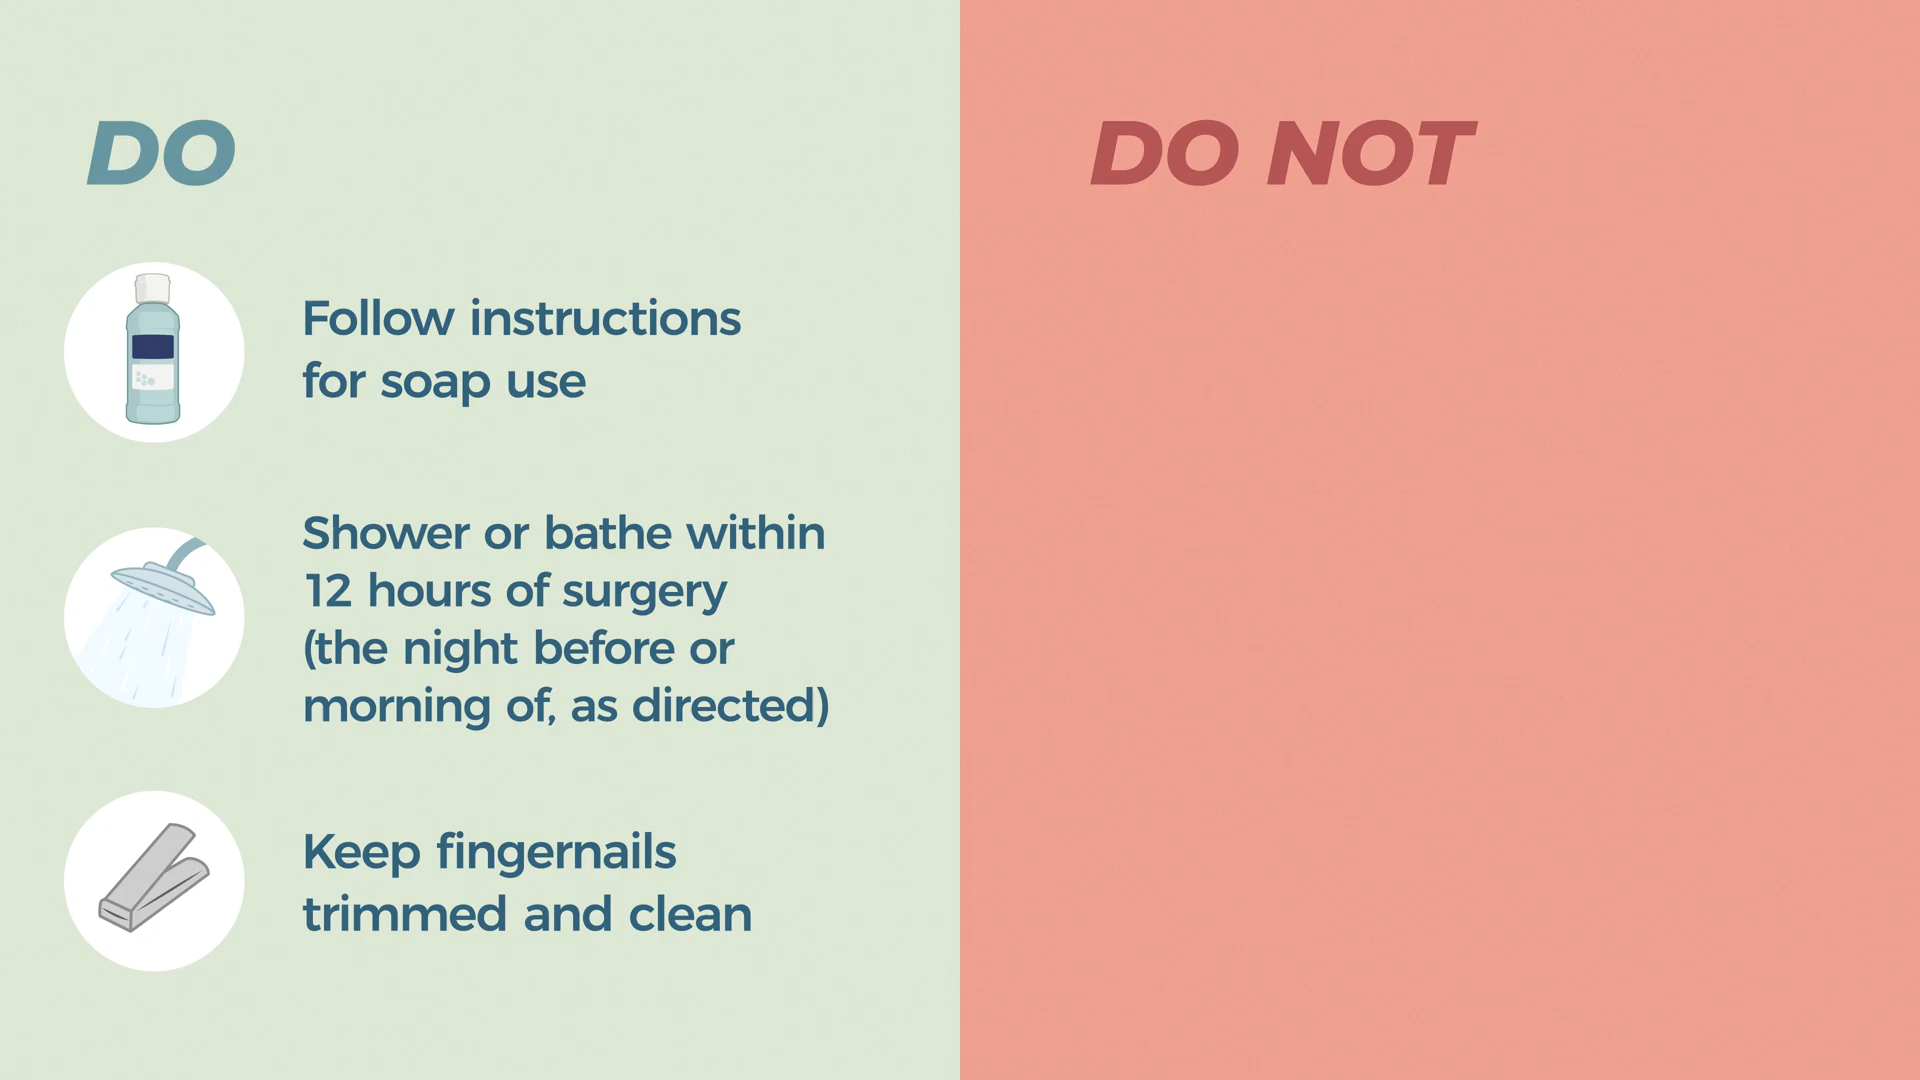 DO
Follow instructions
for soap use
Shower or bathe within
12 hours of surgery
(the night before or
morning of, as directed)
Keep fingernails
trimmed and clean
DO NOT